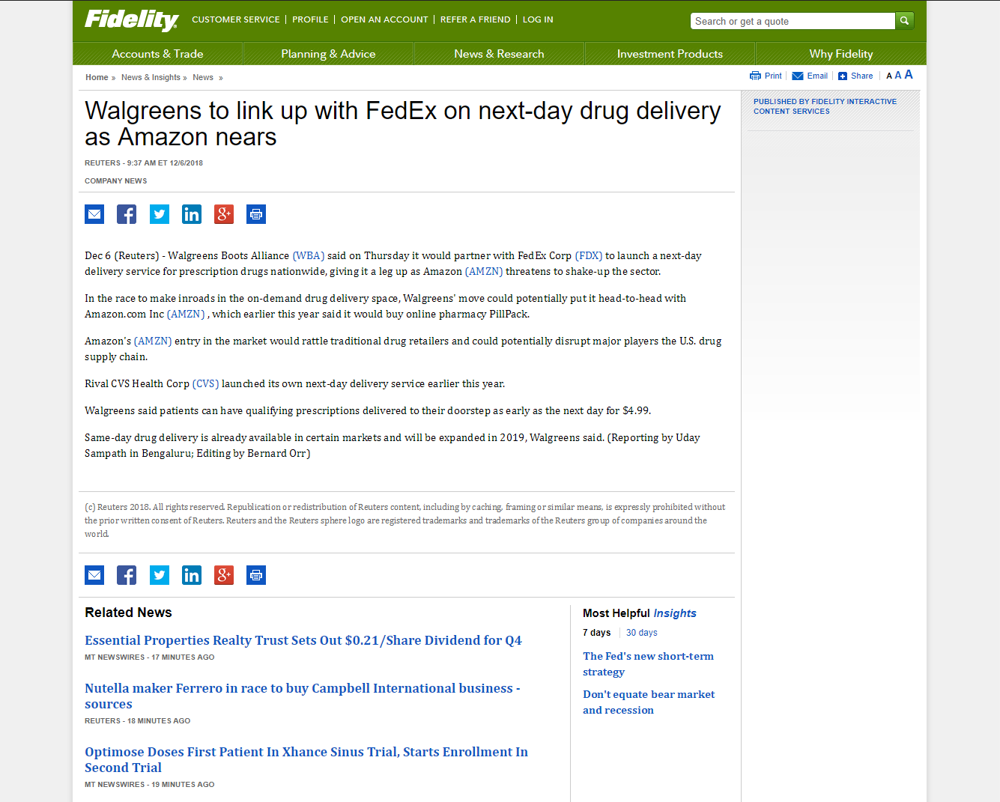 Fidelity
CUSTOMER SERVICE | PROFILE | OPEN AN ACCOUNT | REFER A FRIEND | LOG IN
Search or get a quote
Accounts & Trade
Planning & Advice
News & Research
Investment Products
Why Fidelity
Home » News & Insights » News »
Print | Email | Share | A A A
Walgreens to link up with FedEx on next-day drug delivery
as Amazon nears
REUTERS - 9:37 AM ET 12/6/2018
COMPANY NEWS
PUBLISHED BY FIDELITY INTERACTIVE
CONTENT SERVICES
Dec 6 (Reuters) - Walgreens Boots Alliance (WBA) said on Thursday it would partner with FedEx Corp (FDX) to launch a next-day
delivery service for prescription drugs nationwide, giving it a leg up as Amazon (AMZN) threatens to shake-up the sector.
In the race to make inroads in the on-demand drug delivery space, Walgreens' move could potentially put it head-to-head with
Amazon.com Inc (AMZN) , which earlier this year said it would buy online pharmacy PillPack.
Amazon's (AMZN) entry in the market would rattle traditional drug retailers and could potentially disrupt major players the U.S. drug
supply chain.
Rival CVS Health Corp (CVS) launched its own next-day delivery service earlier this year.
Walgreens said patients can have qualifying prescriptions delivered to their doorstep as early as the next day for $4.99.
Same-day drug delivery is already available in certain markets and will be expanded in 2019, Walgreens said. (Reporting by Uday
Sampath in Bengaluru; Editing by Bernard Orr)
(c) Reuters 2018. All rights reserved. Republication or redistribution of Reuters content, including by caching, framing or similar means, is expressly prohibited without
the prior written consent of Reuters. Reuters and the Reuters sphere logo are registered trademarks and trademarks of the Reuters group of companies around the
world.
Related News
Essential Properties Realty Trust Sets Out $0.21/Share Dividend for Q4
MT NEWSWIRES - 17 MINUTES AGO
Nutella maker Ferrero in race to buy Campbell International business -
sources
REUTERS - 18 MINUTES AGO
Optimose Doses First Patient In Xhance Sinus Trial, Starts Enrollment In
Second Trial
MT NEWSWIRES - 19 MINUTES AGO
Most Helpful Insights
7 days | 30 days
The Fed's new short-term
strategy
Don't equate bear market
and recession